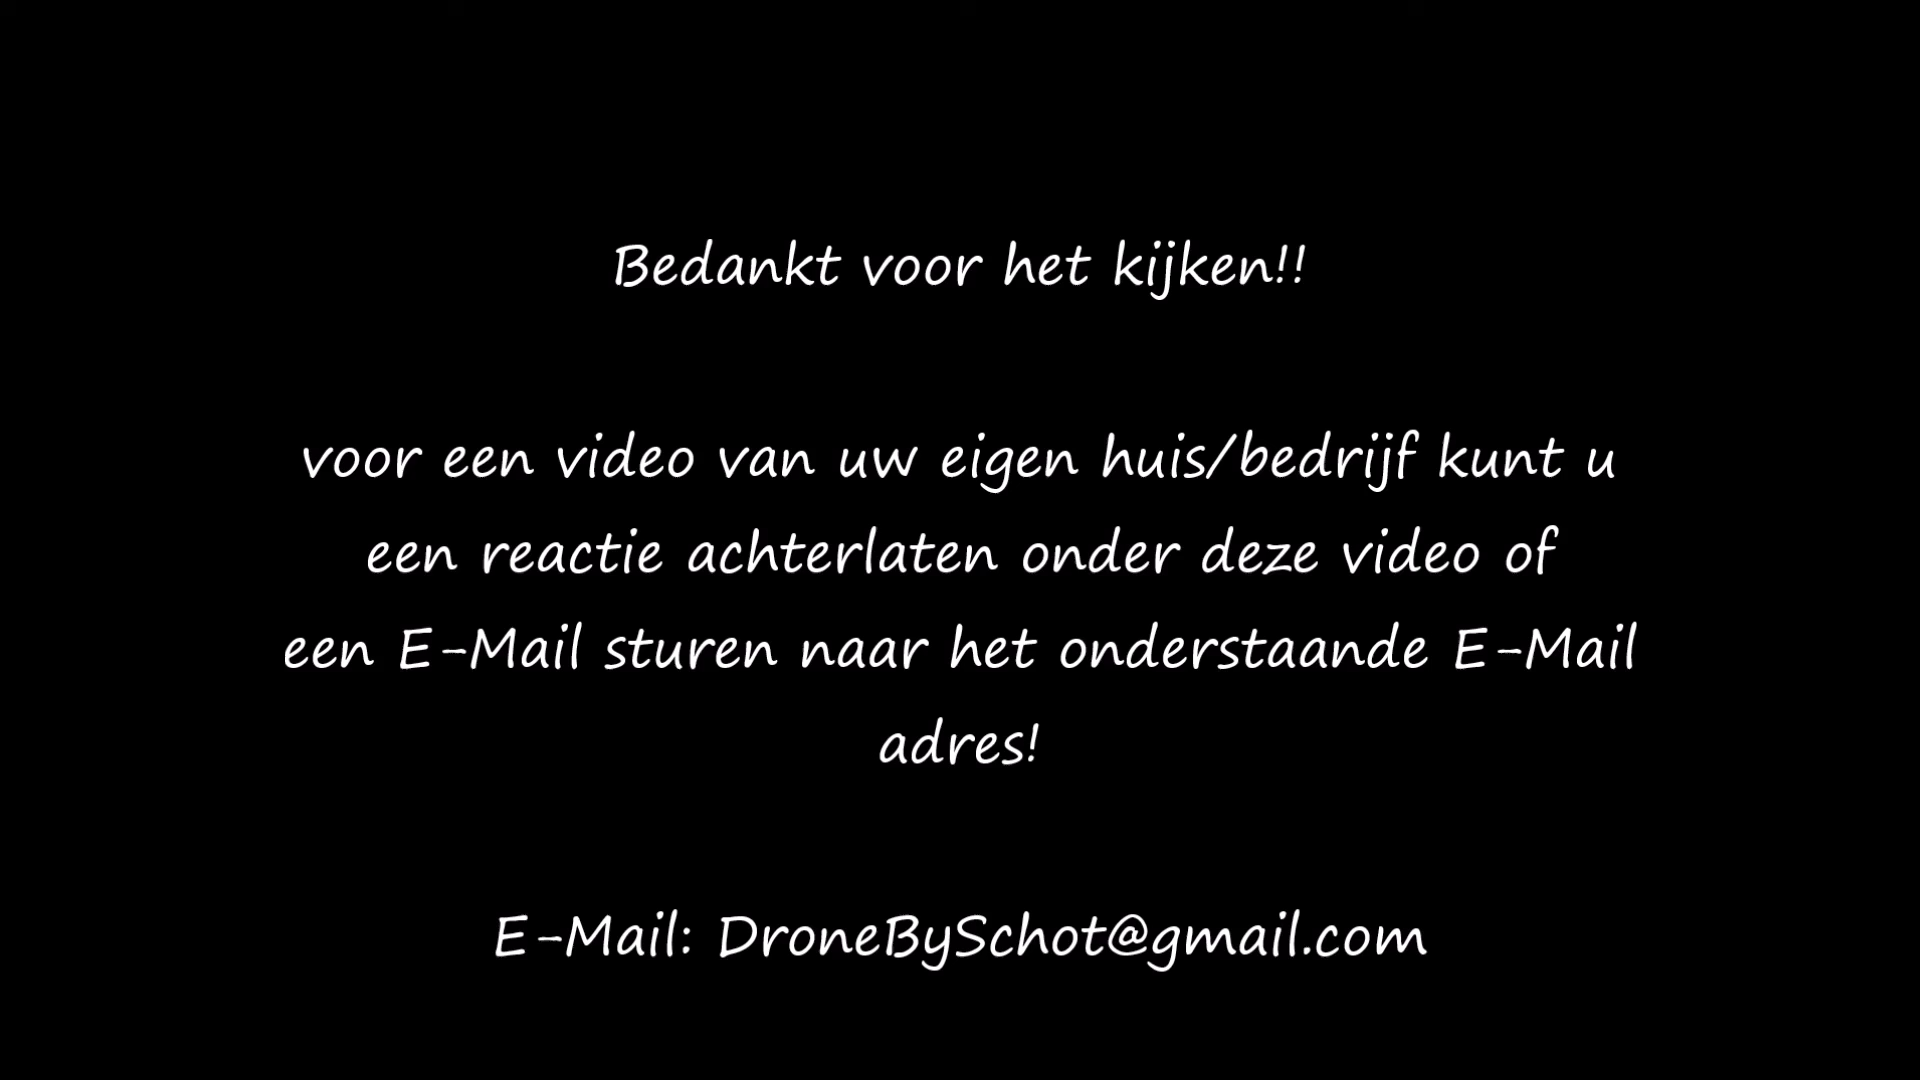 Bedankt voor het kijken!!
voor een video van uw eigen huis/bedrijf kunt u
een reactie achterlaten onder deze video of
een E-Mail sturen naar het onderstaande E-Mail
adres!
E-Mail: DroneBySchot@gmail.com